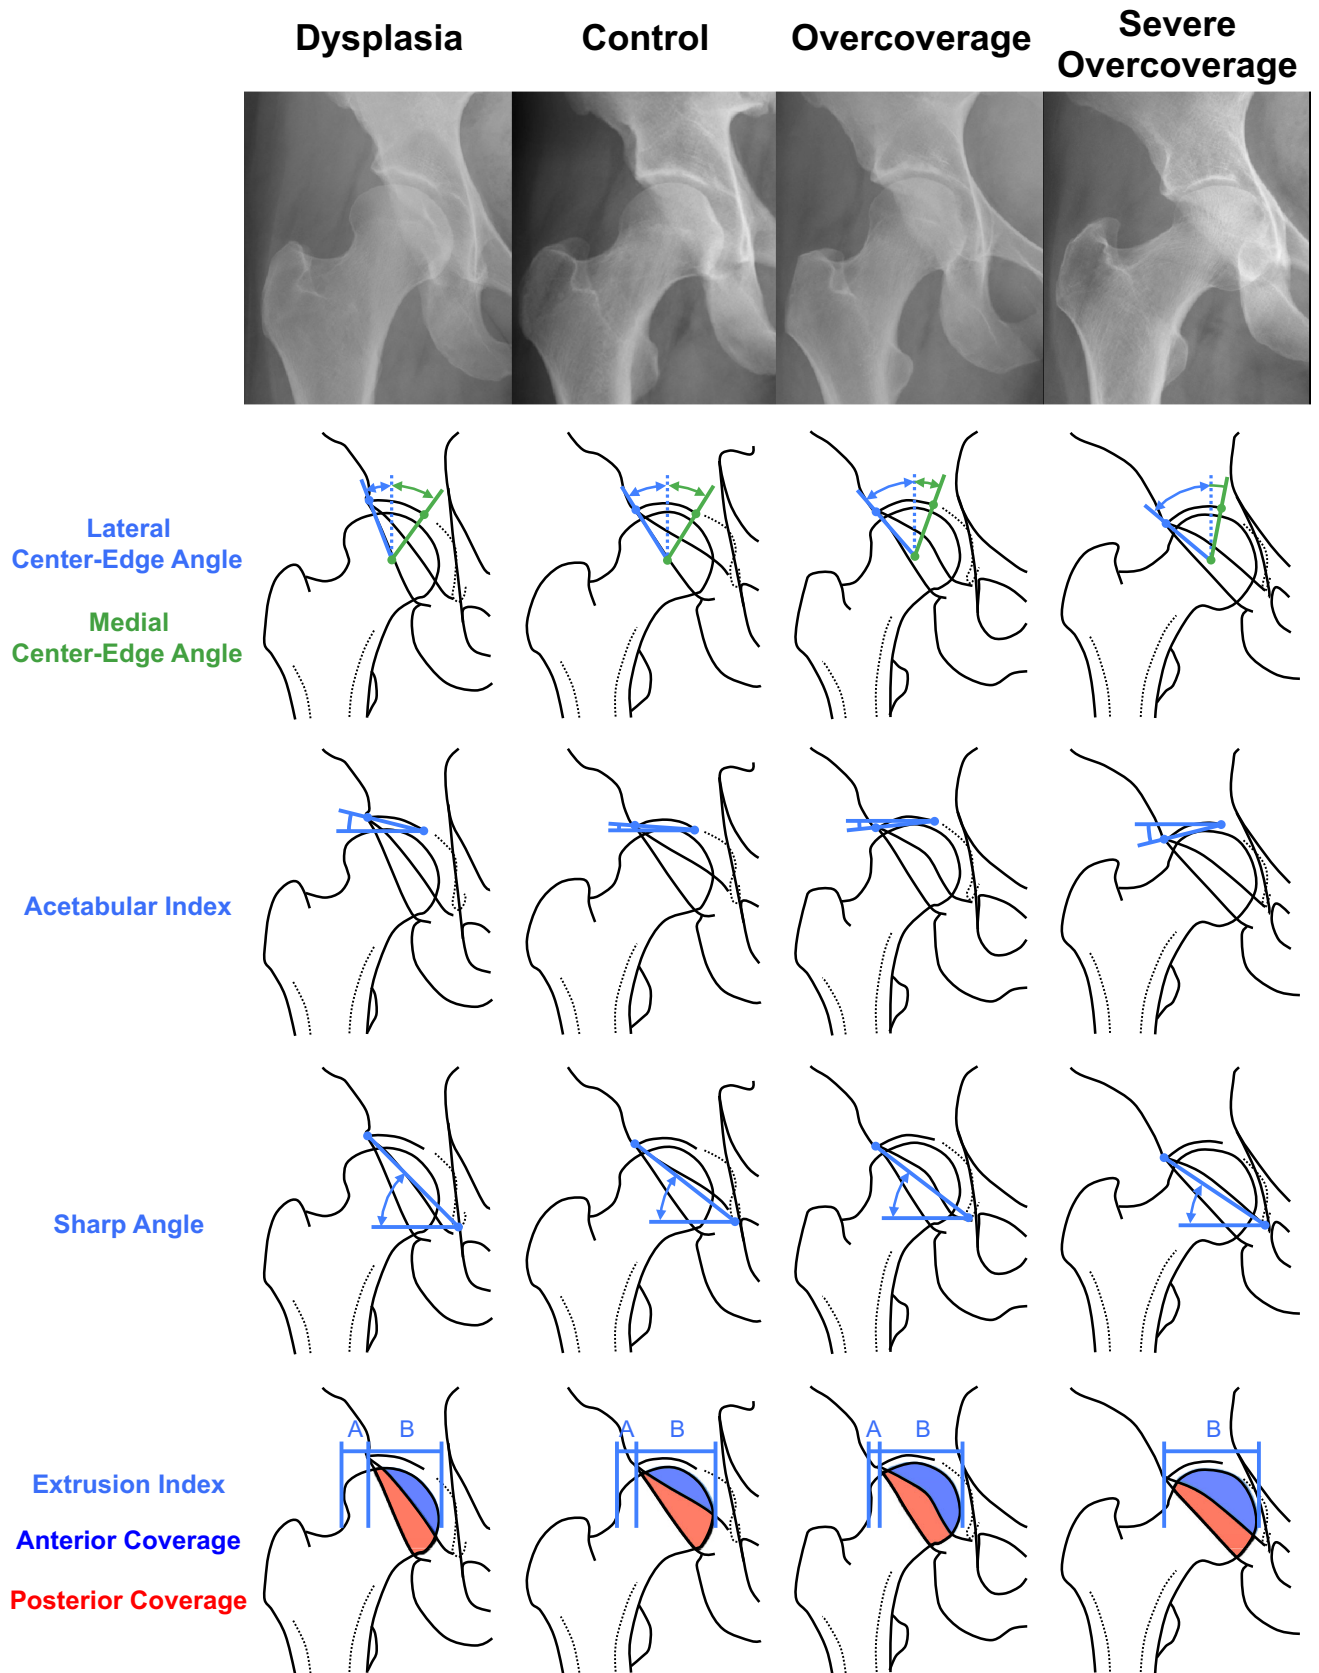 Dysplasia
Control
Overcoverage
Severe
Overcoverage
Lateral
Center-Edge Angle
Medial
Center-Edge Angle
Acetabular Index
Sharp Angle
Extrusion Index
Anterior Coverage
Posterior Coverage
A B
A B
A B
B